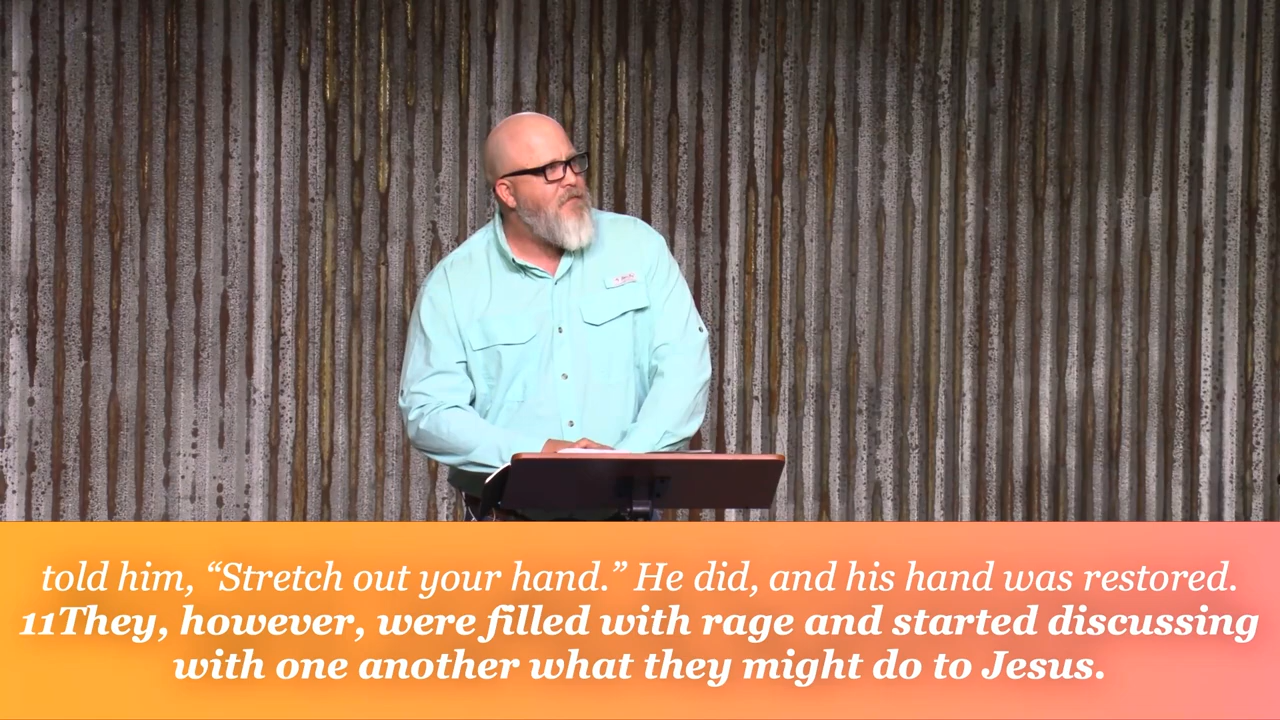 told him, “Stretch out your hand.” He did, and his hand was restored.
11They, however, were filled with rage and started discussing
with one another what they might do to Jesus.